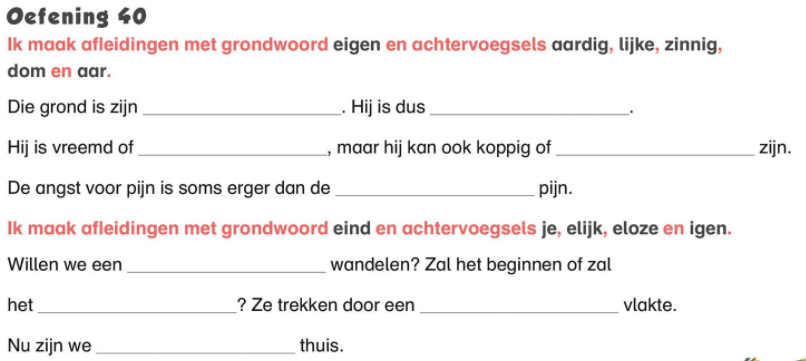 Oefening 40
Ik maak afleidingen met grondwoord eigen en achtervoegsels aardig, lijke, zinnig,
dom en aar.
Die grond is zijn ____________________. Hij is dus ____________________.
Hij is vreemd of ____________________, maar hij kan ook koppig of ____________________ zijn.
De angst voor pijn is soms erger dan de ____________________ pijn.
Ik maak afleidingen met grondwoord eind en achtervoegsels je, elijk, eloze en igen.
Willen we een ____________________ wandelen? Zal het beginnen of zal
het ____________________? Ze trekken door een ____________________ vlakte.
Nu zijn we ____________________ thuis.